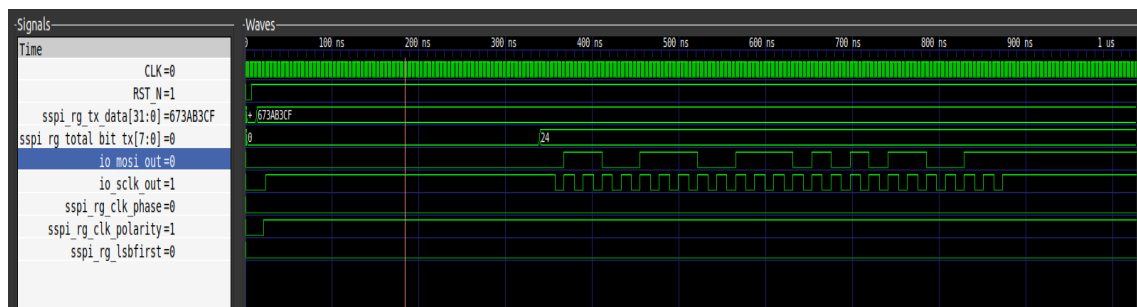 Signals
Waves
Time
0 100 ns 200 ns 300 ns 400 ns 500 ns 600 ns 700 ns 800 ns 900 ns 1 us
CLK=0
RST_N=1
sspi_rg_tx_data[31:0]=673AB3CF
+ 673AB3CF
sspi_rg_total_bit_tx[7:0]=0
0 24
io_mosi_out=0
io_sclk_out=1
sspi_rg_clk_phase=0
sspi_rg_clk_polarity=1
sspi_rg_lsbfirst=0